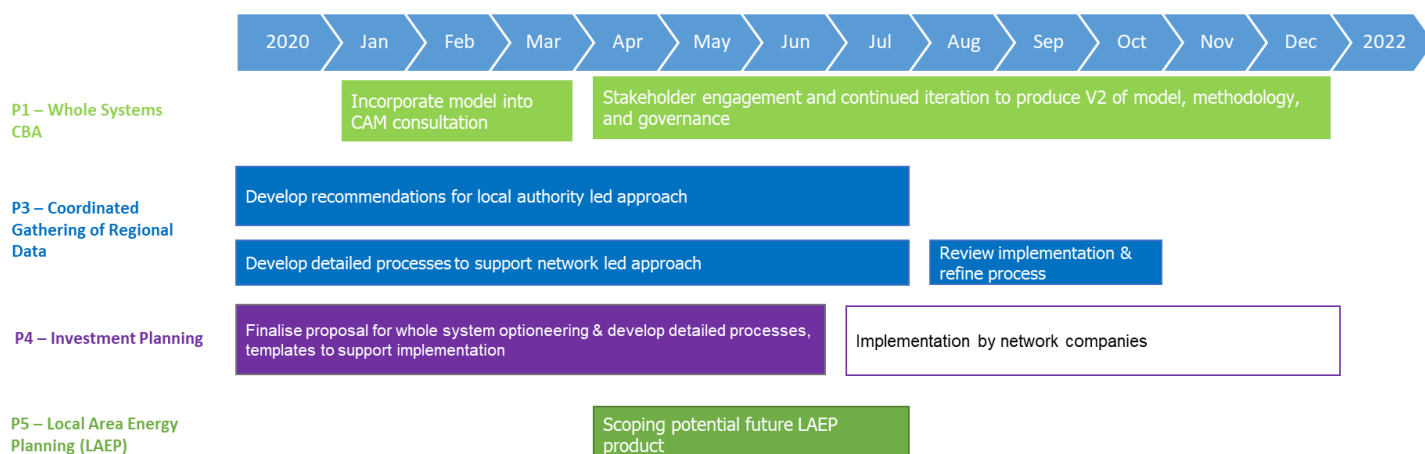 2020 Jan Feb Mar Apr May Jun Jul Aug Sep Oct Nov Dec 2022
P1 – Whole Systems
CBA
Incorporate model into
CAM consultation
Stakeholder engagement and continued iteration to produce V2 of model, methodology,
and governance
P3 – Coordinated
Gathering of Regional
Data
Develop recommendations for local authority led approach
Develop detailed processes to support network led approach
Review implementation &
refine process
P4 – Investment Planning
Finalise proposal for whole system optioneering & develop detailed processes,
templates to support implementation
Implementation by network companies
P5 – Local Area Energy
Planning (LAEP)
Scoping potential future LAEP
product